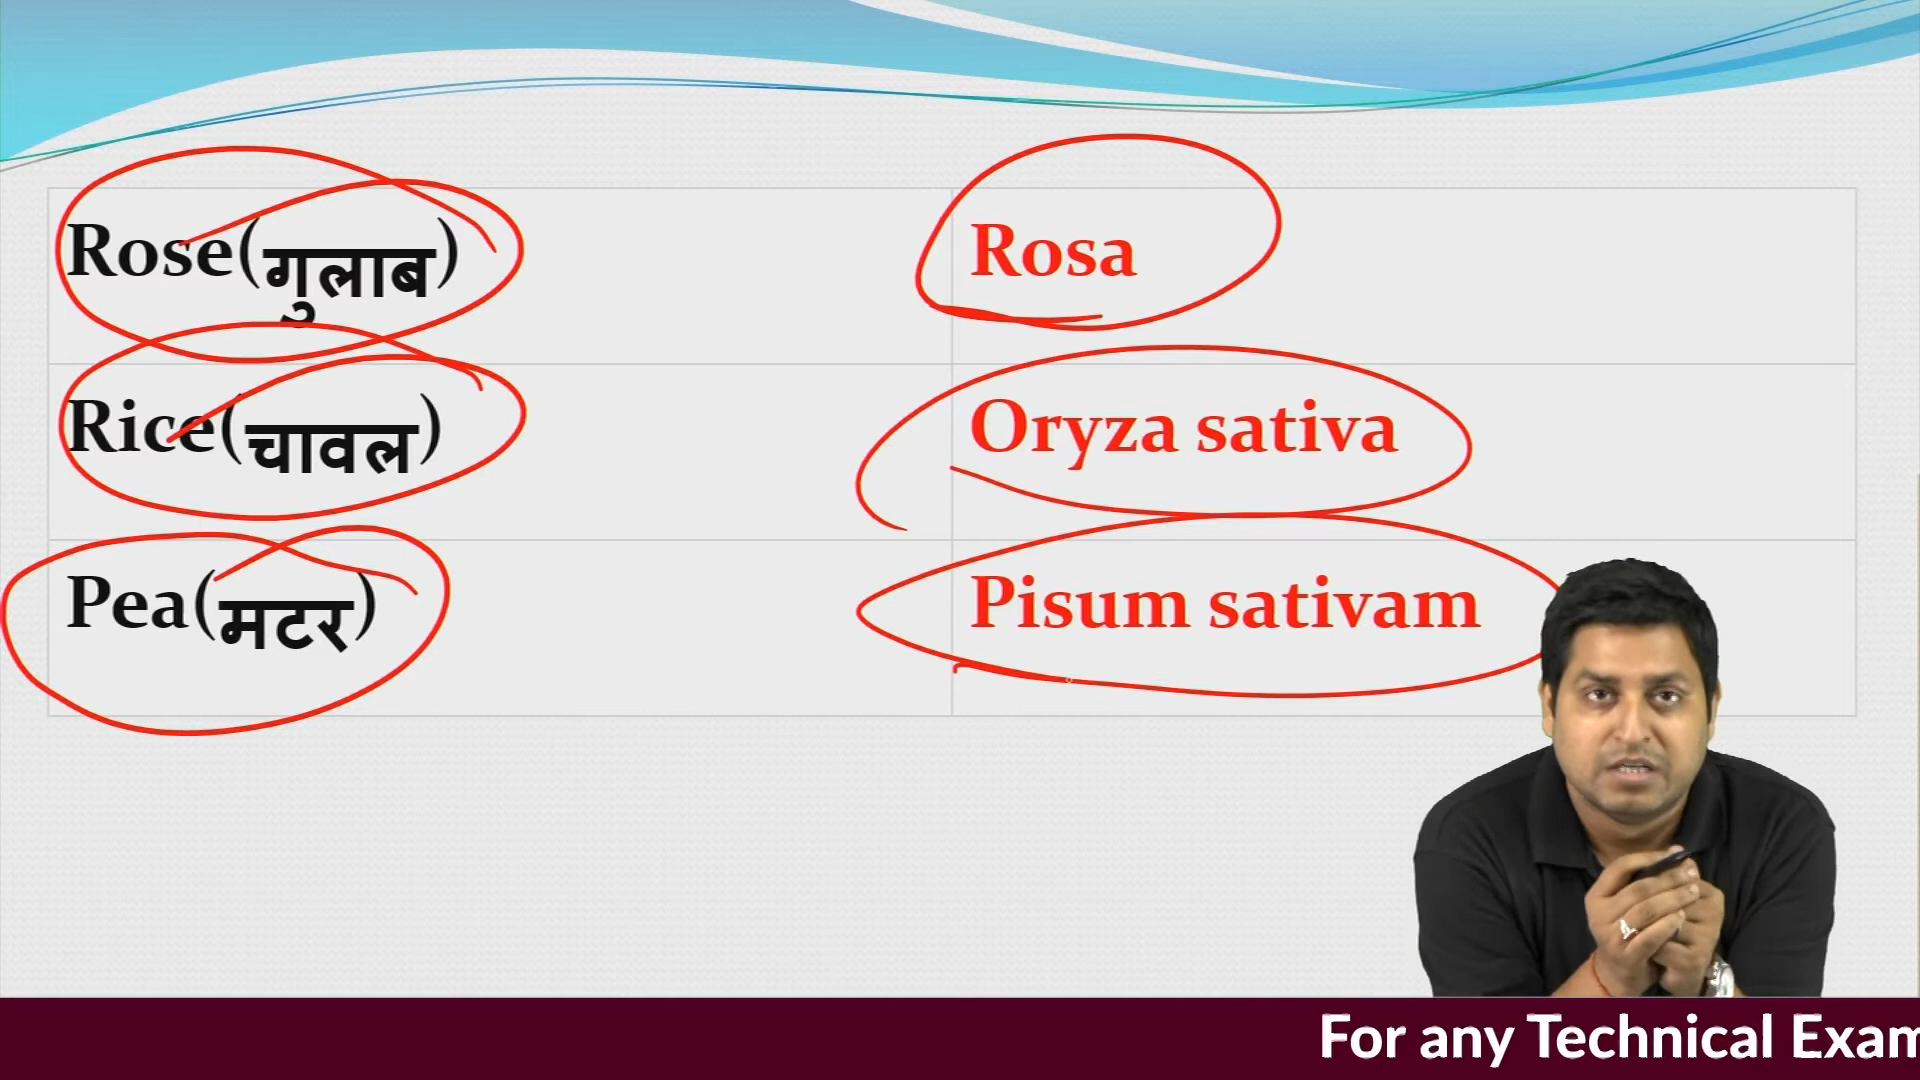 Rose(गुलाब) Rosa
Rice(चावल) Oryza sativa
Pea(मटर) Pisum sativam
For any Technical Exam